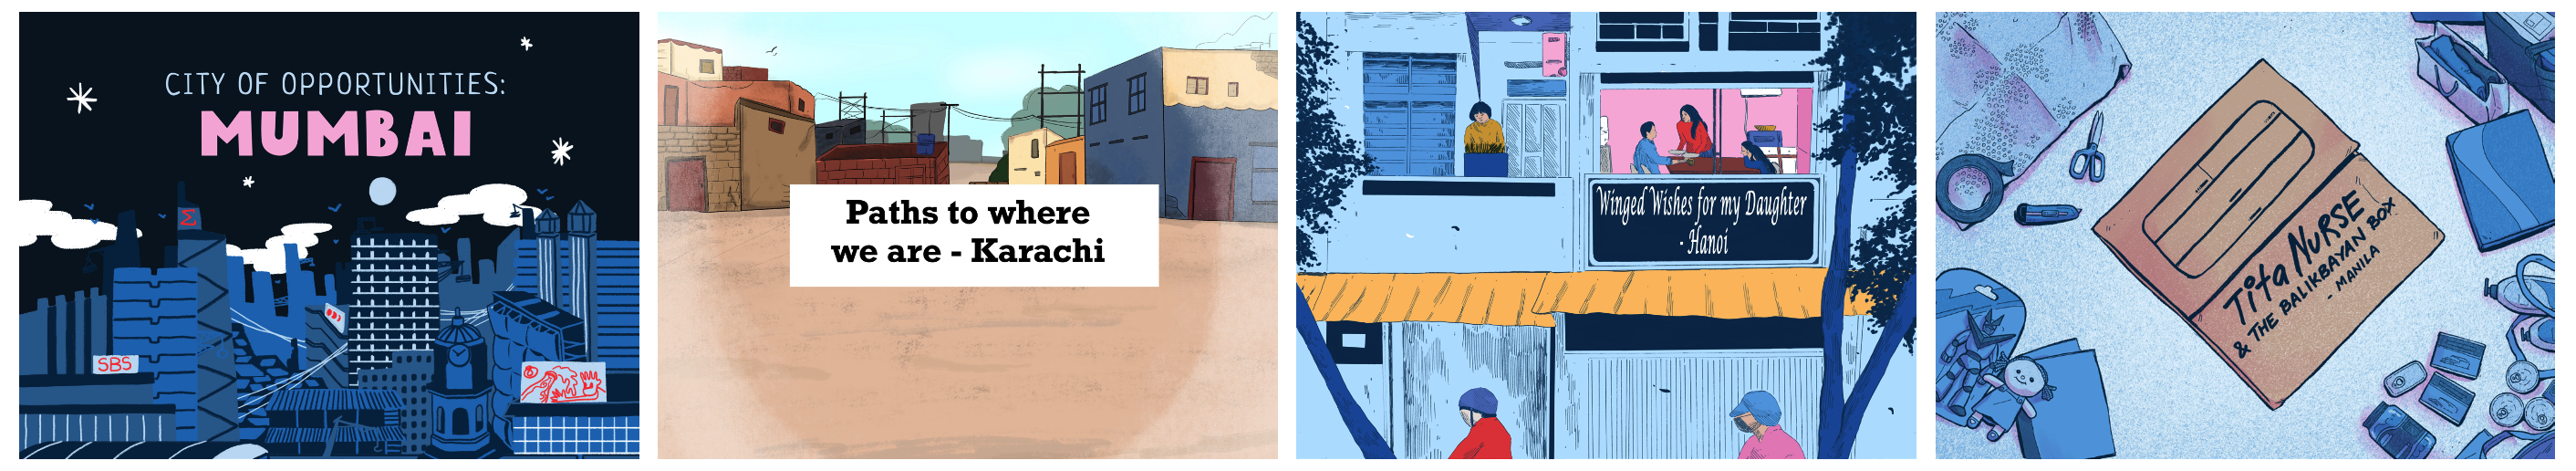 CITY OF OPPORTUNITIES:
MUMBAI
SBS
Paths to where
we are - Karachi
Winged Wishes for my Daughter
- Hanoi
Tita NURSE
& THE BALIKBAYAN BOX
- MANILA